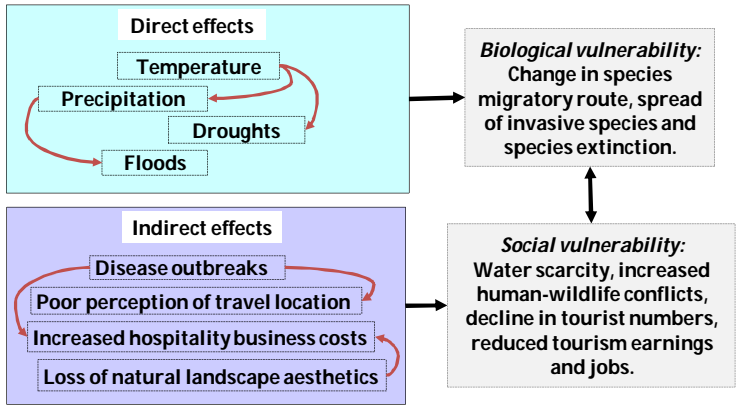 Direct effects
Temperature
Precipitation
Droughts
Floods
Biological vulnerability:
Change in species
migratory route, spread
of invasive species and
species extinction.
Indirect effects
Disease outbreaks
Poor perception of travel location
Increased hospitality business costs
Loss of natural landscape aesthetics
Social vulnerability:
Water scarcity, increased
human-wildlife conflicts,
decline in tourist numbers,
reduced tourism earnings
and jobs.